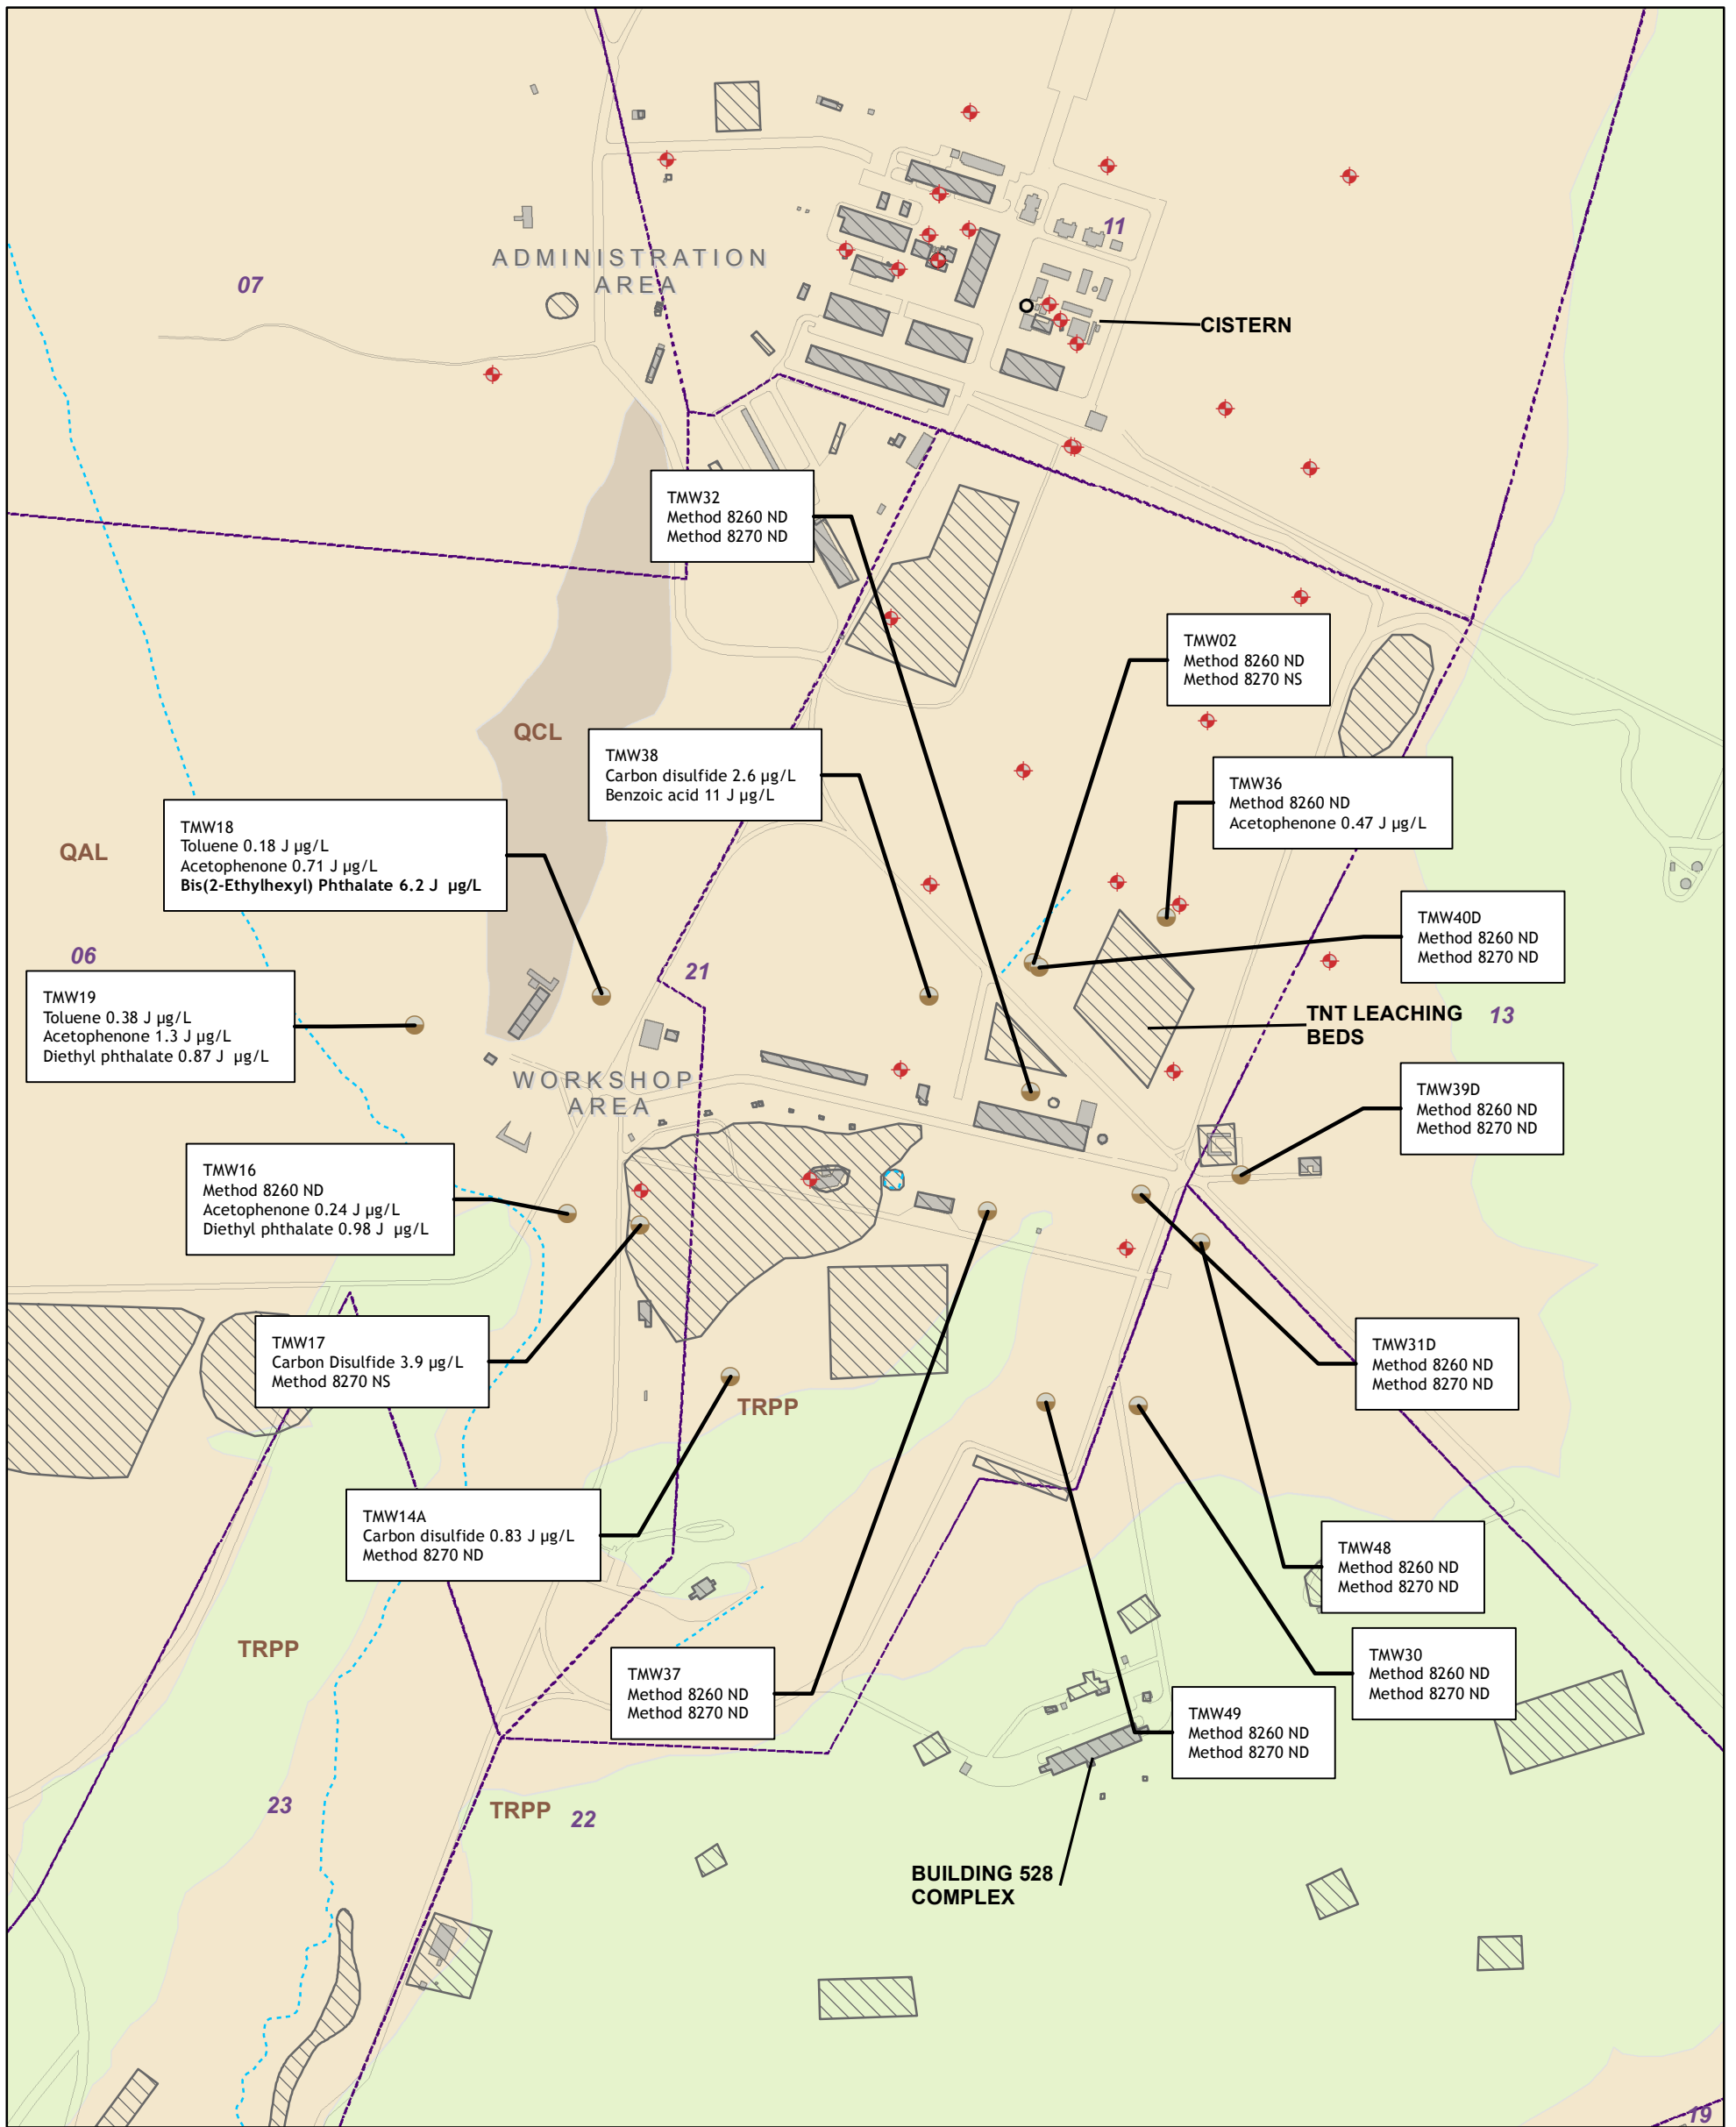 11
ADMINISTRATION
AREA
07
CISTERN
TMW32
Method 8260 ND
Method 8270 ND
TMW02
Method 8260 ND
Method 8270 NS
QCL
TMW38
Carbon disulfide 2.6 µg/L
Benzoic acid 11 J µg/L
TMW36
Method 8260 ND
Acetophenone 0.47 J µg/L
QAL
TMW18
Toluene 0.18 J µg/L
Acetophenone 0.71 J µg/L
Bis(2-Ethylhexyl) Phthalate 6.2 J  µg/L
TMW40D
Method 8260 ND
Method 8270 ND
06
21
TMW19
Toluene 0.38 J µg/L
Acetophenone 1.3 J µg/L
Diethyl phthalate 0.87 J  µg/L
TNT LEACHING
BEDS
13
WORKSHOP
AREA
TMW39D
Method 8260 ND
Method 8270 ND
TMW16
Method 8260 ND
Acetophenone 0.24 J µg/L
Diethyl phthalate 0.98 J  µg/L
TMW17
Carbon Disulfide 3.9 µg/L
Method 8270 NS
TMW31D
Method 8260 ND
Method 8270 ND
TRPP
TMW14A
Carbon disulfide 0.83 J µg/L
Method 8270 ND
TMW48
Method 8260 ND
Method 8270 ND
TRPP
TMW37
Method 8260 ND
Method 8270 ND
TMW30
Method 8260 ND
Method 8270 ND
TMW49
Method 8260 ND
Method 8270 ND
23
TRPP
22
BUILDING 528
COMPLEX
19